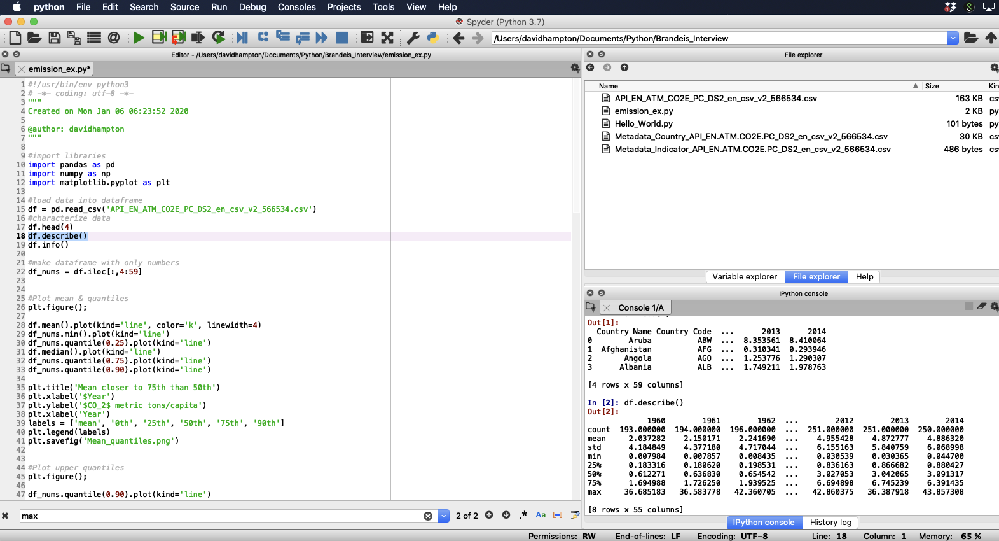 python File Edit Search Source Run Debug Consoles Projects Tools View Help
Spyder (Python 3.7)
/Users/davidhampton/Documents/Python/Brandeis_Interview
Editor - /Users/davidhampton/Documents/Python/Brandeis_Interview/emission_ex.py
emission_ex.py*
1 #!/usr/bin/env python3
2 # -*- coding: utf-8 -*-
3 """
4 Created on Mon Jan 06 06:23:52 2020
5
6 @author: davidhampton
7 """
8
9 #import libraries
10 import pandas as pd
11 import numpy as np
12 import matplotlib.pyplot as plt
13
14 #load data into dataframe
15 df = pd.read_csv('API_EN_ATM_CO2E_PC_DS2_en_csv_v2_566534.csv')
16 #characterize data
17 df.head(4)
18 df.describe()
19 df.info()
20
21 #make dataframe with only numbers
22 df_nums = df.iloc[:,4:59]
23
24
25 #Plot mean & quantiles
26 plt.figure();
27
28 df.mean().plot(kind='line', color='k', linewidth=4)
29 df_nums.min().plot(kind='line')
30 df_nums.quantile(0.25).plot(kind='line')
31 df.median().plot(kind='line')
32 df_nums.quantile(0.75).plot(kind='line')
33 df_nums.quantile(0.90).plot(kind='line')
34
35 plt.title('Mean closer to 75th than 50th')
36 plt.xlabel('$Year')
37 plt.ylabel('$CO_2$ metric tons/capita')
38 plt.xlabel('Year')
39 labels = ['mean', '0th', '25th', '50th', '75th', '90th']
40 plt.legend(labels)
41 plt.savefig('Mean_quantiles.png')
42
43
44 #Plot upper quantiles
45 plt.figure();
46
47 df_nums.quantile(0.90).plot(kind='line')
max
2 of 2
.* Aa
File explorer
Name Size Kin
API_EN_ATM_CO2E_PC_DS2_en_csv_v2_566534.csv 163 KB cs
emission_ex.py 2 KB py
Hello_World.py 101 bytes py
Metadata_Country_API_EN.ATM.CO2E.PC_DS2_en_csv_v2_566534.csv 30 KB cs
Metadata_Indicator_API_EN.ATM.CO2E.PC_DS2_en_csv_v2_566534.csv 486 bytes cs
Variable explorer File explorer Help
IPython console
Console 1/A
Out[1]:
Country Name Country Code ... 2013 2014
0 Aruba ABW ... 8.353561 8.410064
1 Afghanistan AFG ... 0.310341 0.293946
2 Angola AGO ... 1.253776 1.290307
3 Albania ALB ... 1.749211 1.978763
[4 rows x 59 columns]
In [2]: df.describe()
Out[2]:
1960 1961 1962 ... 2012 2013 2014
count 193.000000 194.000000 196.000000 ... 251.000000 251.000000 250.000000
mean 2.037282 2.150171 2.241690 ... 4.955428 4.872777 4.886320
std 4.184849 4.377180 4.717044 ... 6.155163 5.840759 6.068998
min 0.007984 0.007857 0.008435 ... 0.030539 0.030365 0.044700
25% 0.183316 0.180620 0.198531 ... 0.836163 0.866682 0.880427
50% 0.612271 0.636830 0.654542 ... 3.027053 3.042065 3.091317
75% 1.694988 1.726250 1.939525 ... 6.694898 6.745239 6.391435
max 36.685183 36.583778 42.360705 ... 42.860375 36.387918 43.857308
[8 rows x 55 columns]
IPython console History log
Permissions: RW End-of-lines: LF Encoding: UTF-8 Line: 18 Column: 1 Memory: 65 %